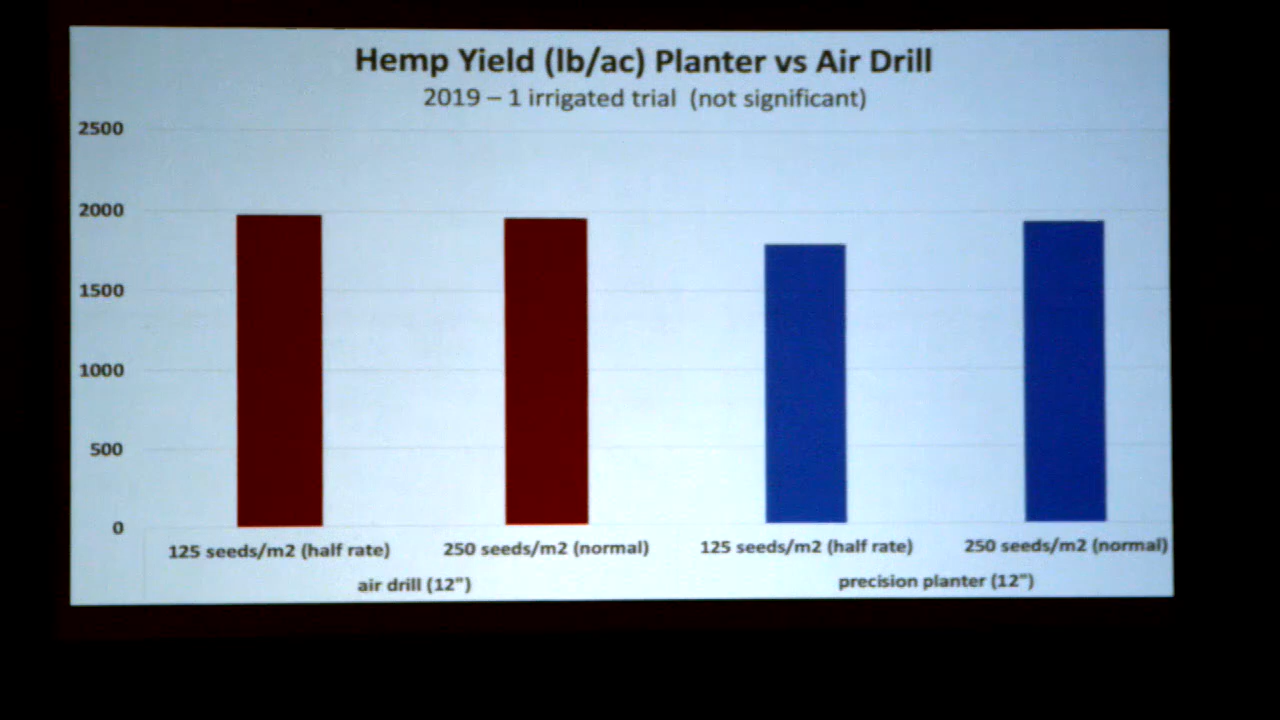 Hemp Yield (lb/ac) Planter vs Air Drill
2019 – 1 irrigated trial (not significant)
2500
2000
1500
1000
500
0
125 seeds/m2 (half rate)
250 seeds/m2 (normal)
125 seeds/m2 (half rate)
250 seeds/m2 (normal)
air drill (12")
precision planter (12")